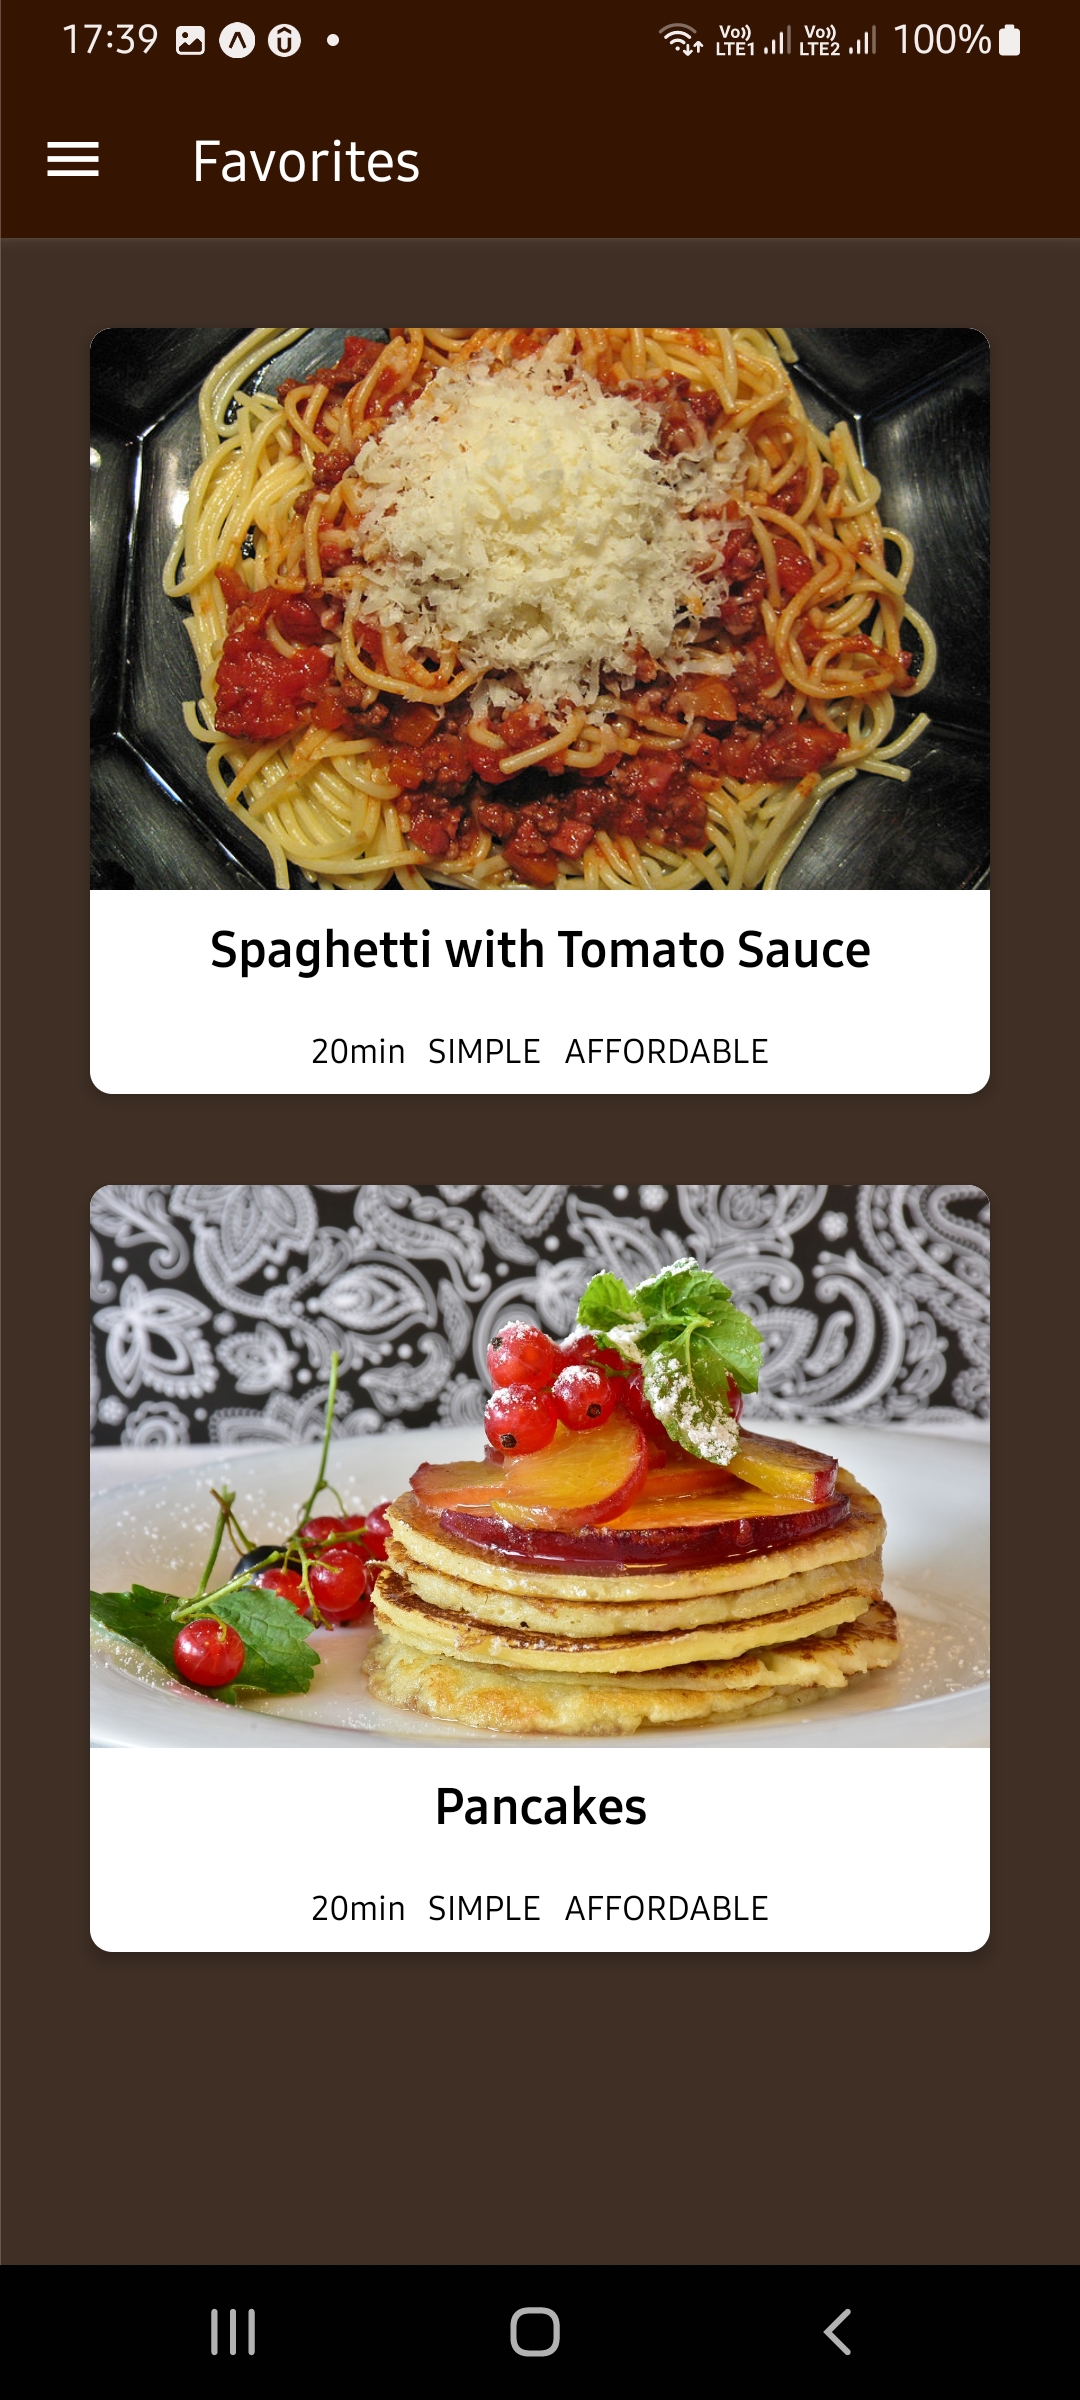 17:39 Vo)) LTE1 Vo)) LTE2 100%
Favorites
Spaghetti with Tomato Sauce
20min SIMPLE AFFORDABLE
Pancakes
20min SIMPLE AFFORDABLE